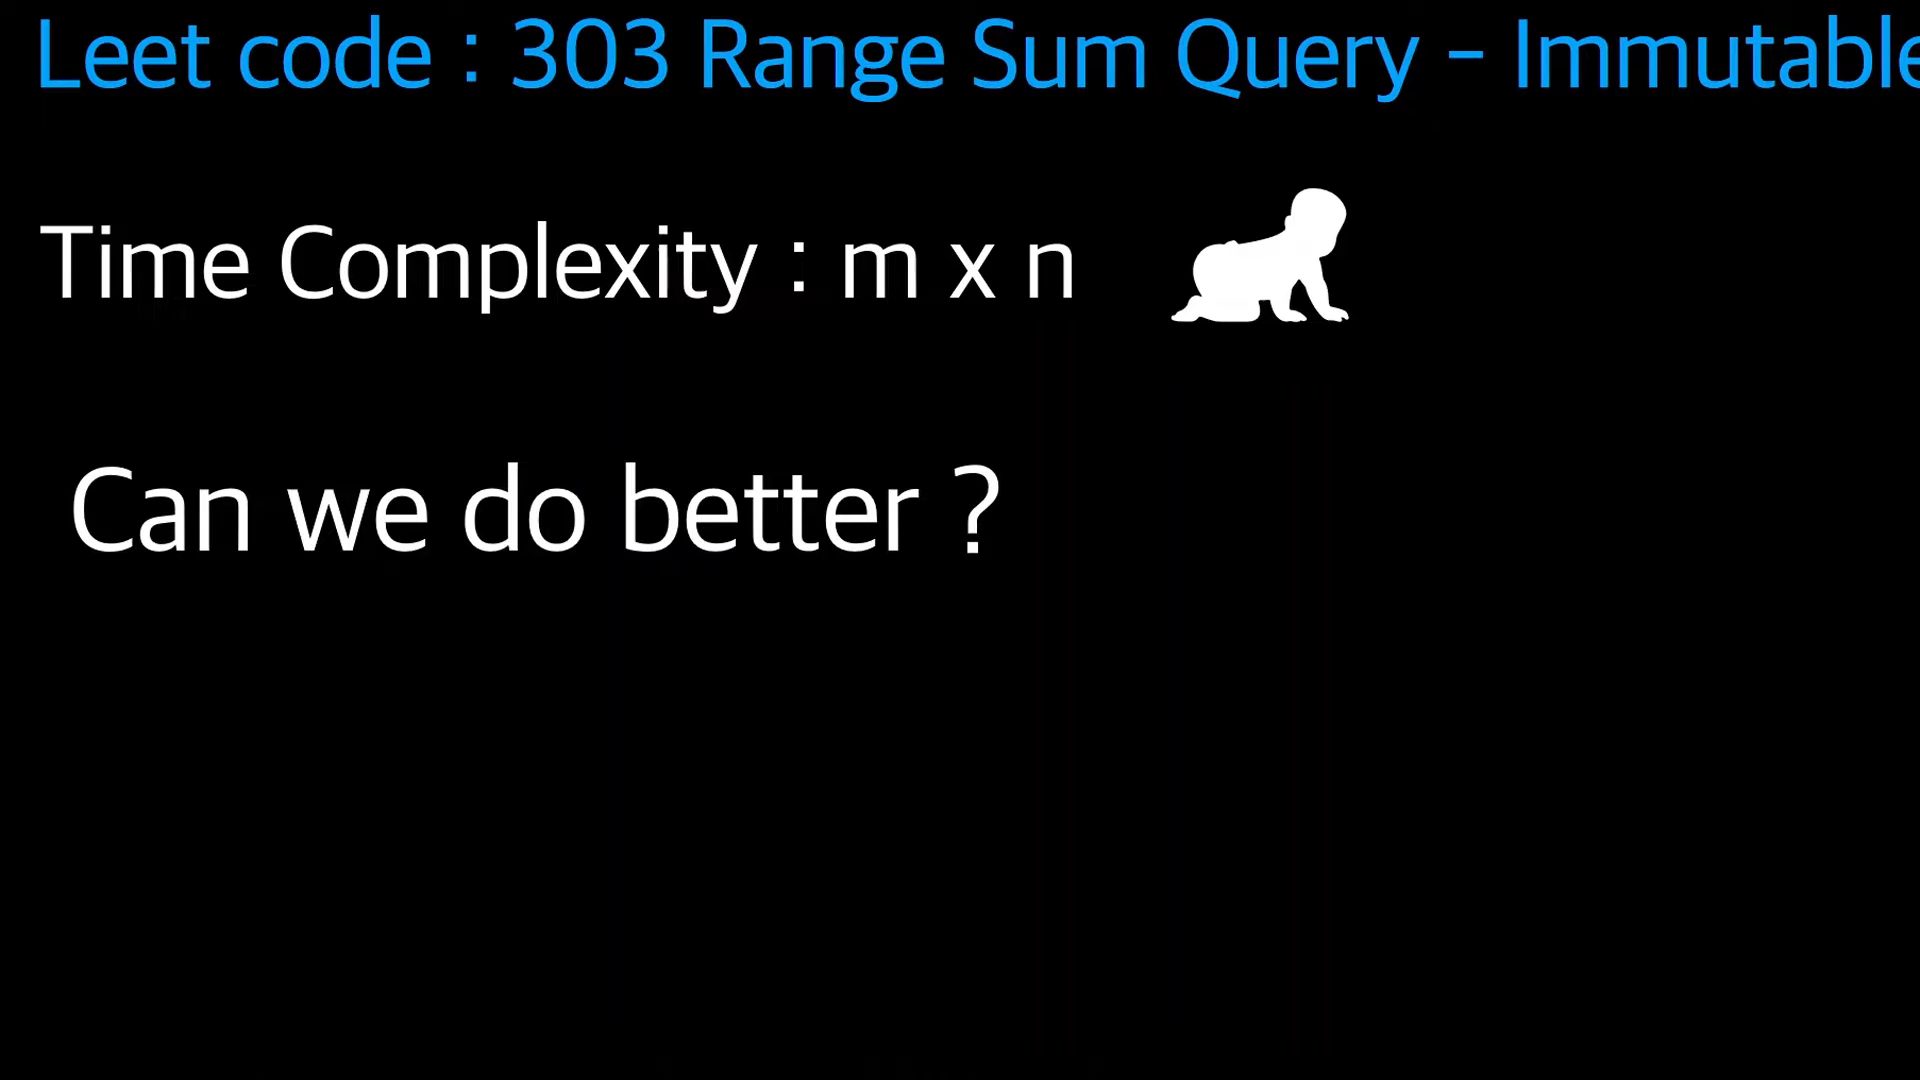 Leet code : 303 Range Sum Query - Immutable
Time Complexity : m x n
Can we do better ?